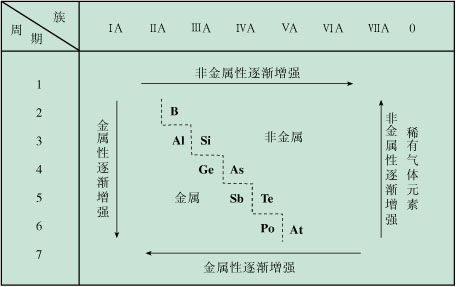 族
周期
ⅠA ⅡA ⅢA ⅣA ⅤA ⅥA ⅦA 0
非金属性逐渐增强
1
2
3
4
5
6
7
金属性逐渐增强
B
Al Si
Ge As
Sb Te
Po At
非金属
金属
非金属性逐渐增强
稀有气体元素
金属性逐渐增强